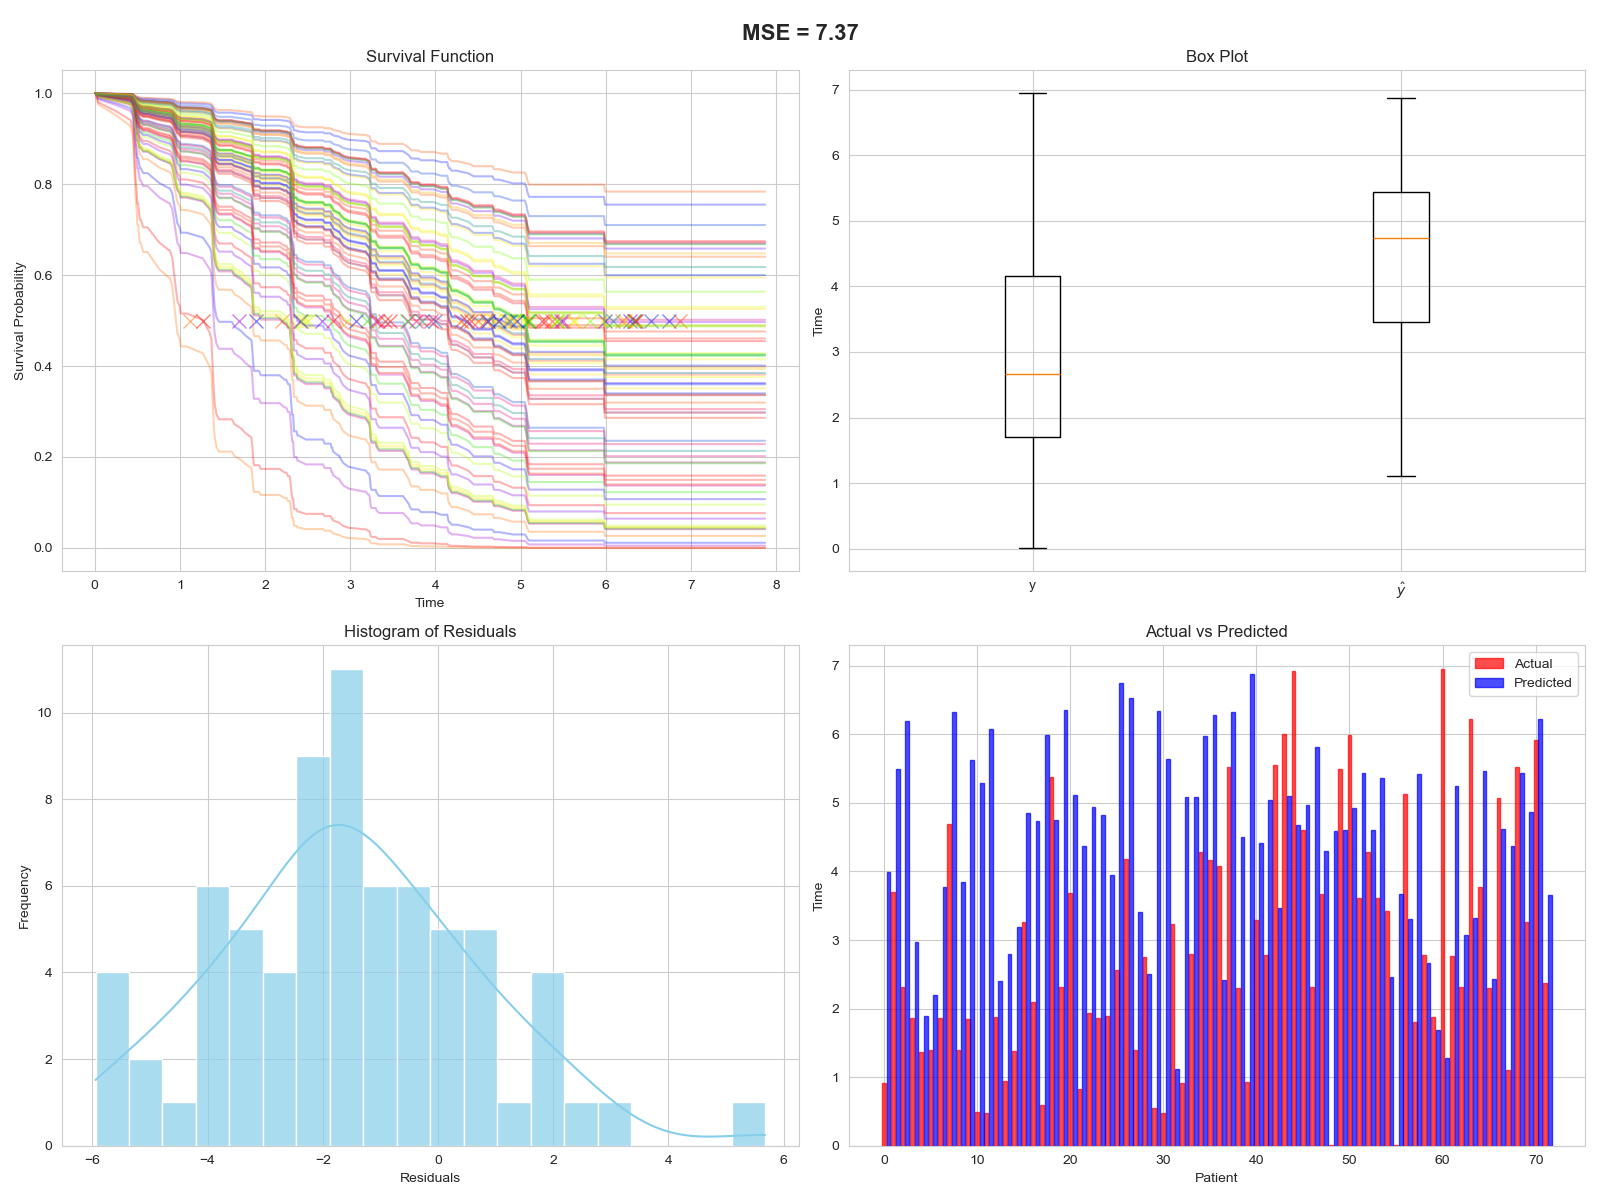 MSE = 7.37
Survival Function
Survival Probability
1.0
0.8
0.6
0.4
0.2
0.0
0 1 2 3 4 5 6 7 8
Time
Box Plot
Time
7
6
5
4
3
2
1
0
y ŷ
Histogram of Residuals
Frequency
10
8
6
4
2
0
−6 −4 −2 0 2 4 6
Residuals
Actual vs Predicted
Actual
Predicted
Time
7
6
5
4
3
2
1
0
0 10 20 30 40 50 60 70
Patient